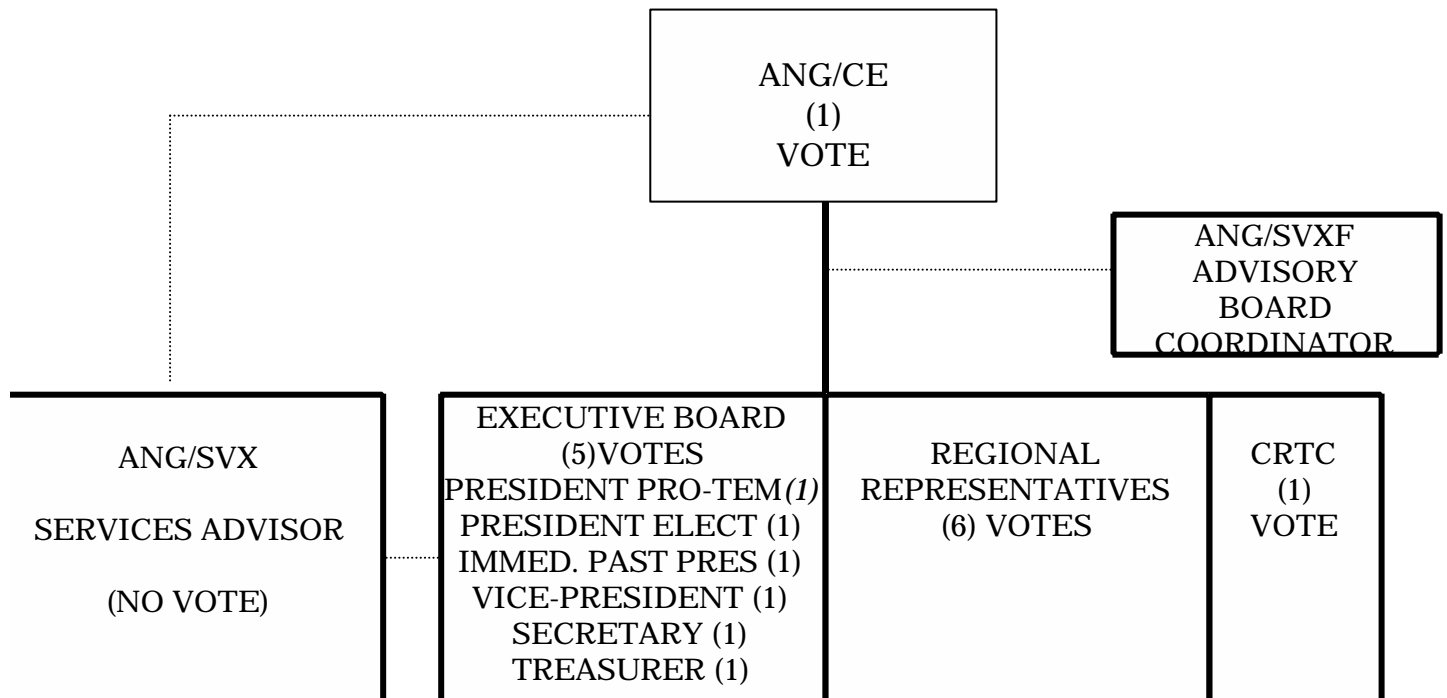 ANG/CE
(1)
VOTE
ANG/SVXF
ADVISORY
BOARD
COORDINATOR
ANG/SVX
SERVICES ADVISOR
(NO VOTE)
EXECUTIVE BOARD
(5)VOTES
PRESIDENT PRO-TEM(1)
PRESIDENT ELECT (1)
IMMED. PAST PRES (1)
VICE-PRESIDENT (1)
SECRETARY (1)
TREASURER (1)
REGIONAL
REPRESENTATIVES
(6) VOTES
CRTC
(1)
VOTE